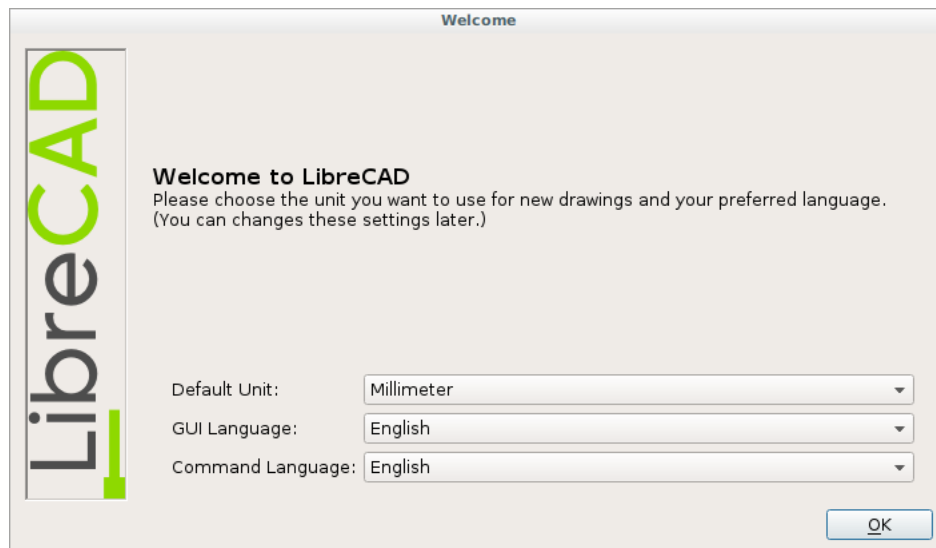 Welcome
LibreCAD
Welcome to LibreCAD
Please choose the unit you want to use for new drawings and your preferred language.
(You can changes these settings later.)
Default Unit: Millimeter
GUI Language: English
Command Language: English
OK